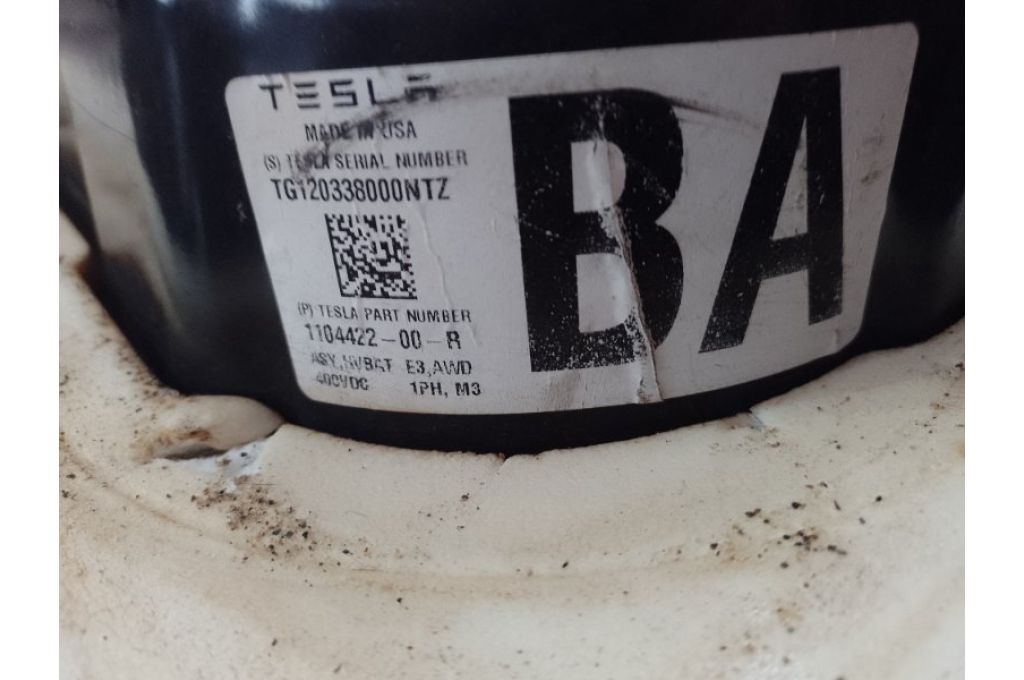 TESLA
MADE IN USA
(S) TESLA SERIAL NUMBER
TG120338000NTZ
(P) TESLA PART NUMBER
1104422-00-R
ASY,HVBAT E3,AWD
400VDC 1PH, M3
BA